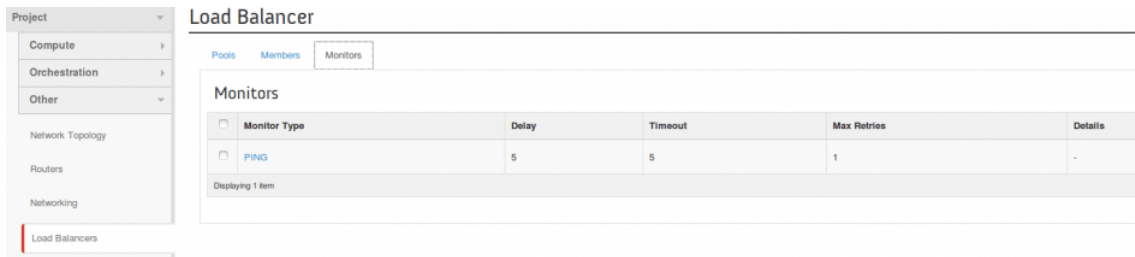 Project
Compute
Orchestration
Other
Network Topology
Routers
Networking
Load Balancers
Load Balancer
Pools Members Monitors
Monitors
Monitor Type Delay Timeout Max Retries Details
PING 5 5 1 -
Displaying 1 item